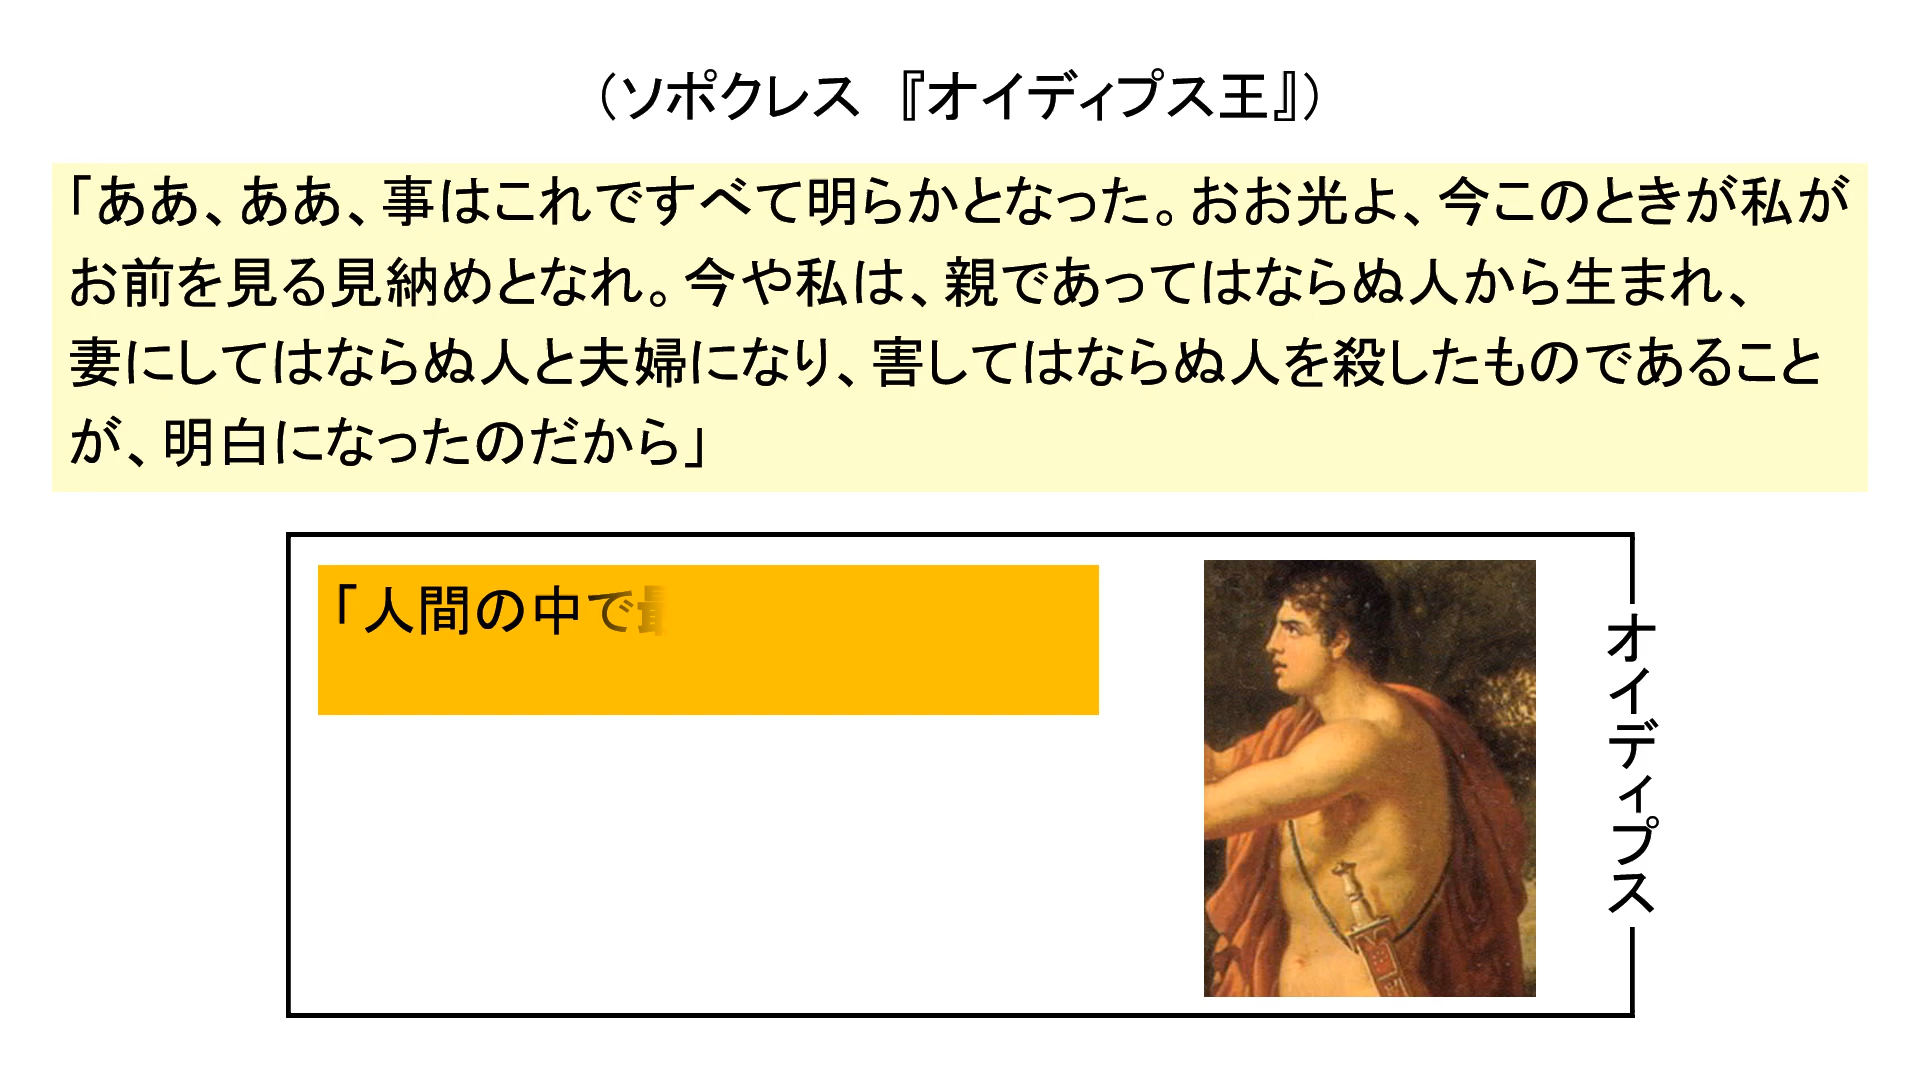 （ソポクレス　『オイディプス王』）
「ああ、ああ、事はこれですべて明らかとなった。おお光よ、今このときが私が
お前を見る見納めとなれ。今や私は、親であってはならぬ人から生まれ、
妻にしてはならぬ人と夫婦になり、害してはならぬ人を殺したものであること
が、明白になったのだから」
「人間の中で
オイディプス